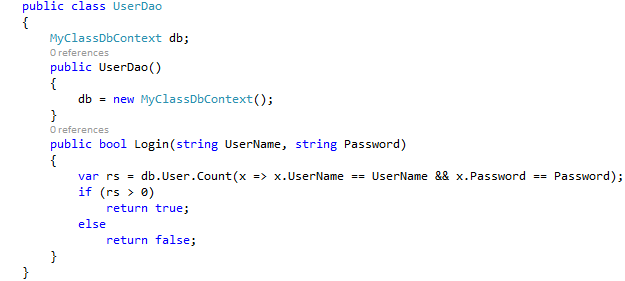 public class UserDao
{
    MyClassDbContext db;
    0 references
    public UserDao()
    {
        db = new MyClassDbContext();
    }
    0 references
    public bool Login(string UserName, string Password)
    {
        var rs = db.User.Count(x => x.UserName == UserName && x.Password == Password);
        if (rs > 0)
            return true;
        else
            return false;
    }
}